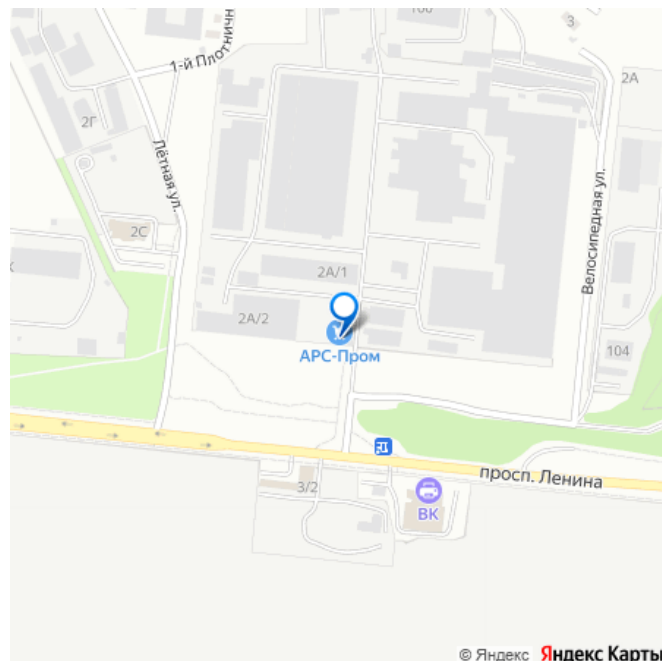 3
1-й Плотничн
2А
2Г
Лётная ул.
2С
Велосипедная ул.
2А/1
2А/2
АРС-Пром
104
просп. Ленина
3/2
ВК
© Яндекс Яндекс Карты